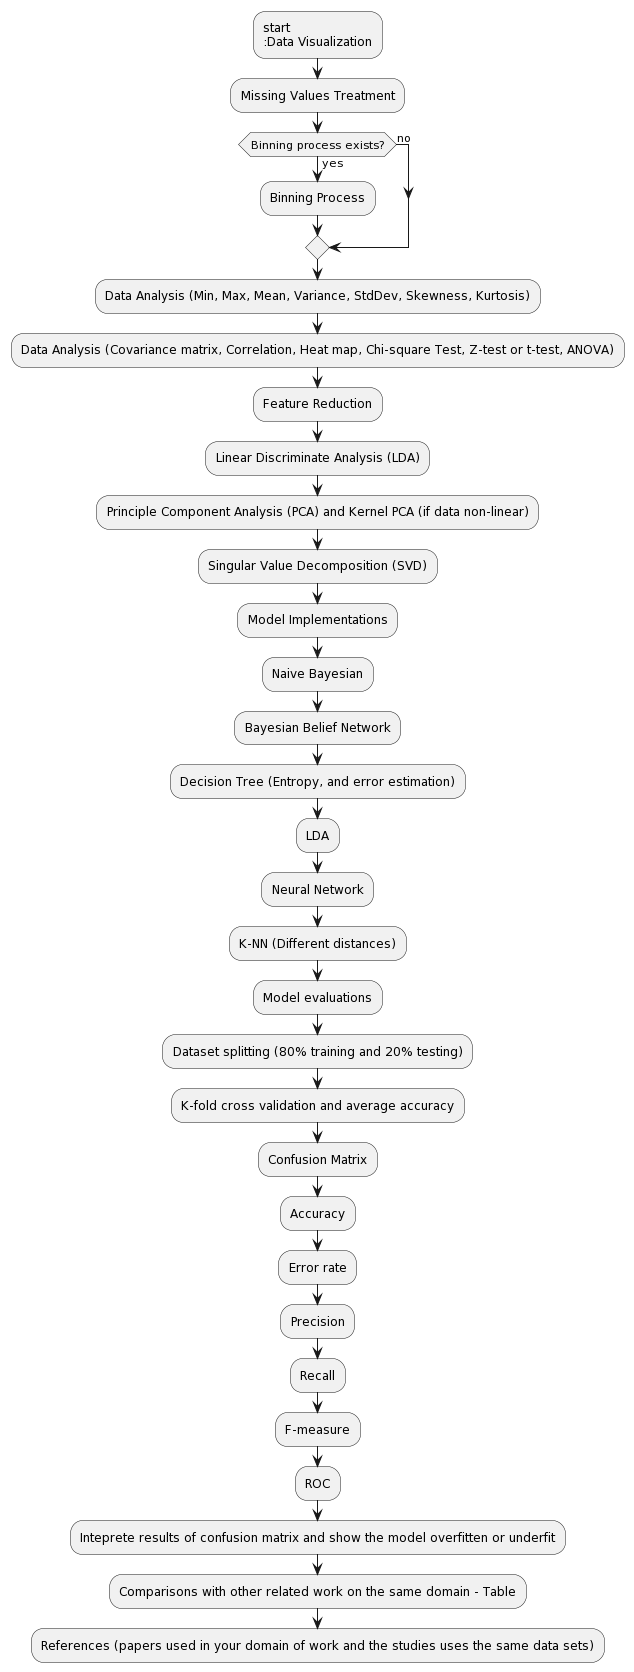 start
:Data Visualization
Missing Values Treatment
Binning process exists?
no
yes
Binning Process
Data Analysis (Min, Max, Mean, Variance, StdDev, Skewness, Kurtosis)
Data Analysis (Covariance matrix, Correlation, Heat map, Chi-square Test, Z-test or t-test, ANOVA)
Feature Reduction
Linear Discriminate Analysis (LDA)
Principle Component Analysis (PCA) and Kernel PCA (if data non-linear)
Singular Value Decomposition (SVD)
Model Implementations
Naive Bayesian
Bayesian Belief Network
Decision Tree (Entropy, and error estimation)
LDA
Neural Network
K-NN (Different distances)
Model evaluations
Dataset splitting (80% training and 20% testing)
K-fold cross validation and average accuracy
Confusion Matrix
Accuracy
Error rate
Precision
Recall
F-measure
ROC
Inteprete results of confusion matrix and show the model overfitten or underfit
Comparisons with other related work on the same domain - Table
References (papers used in your domain of work and the studies uses the same data sets)